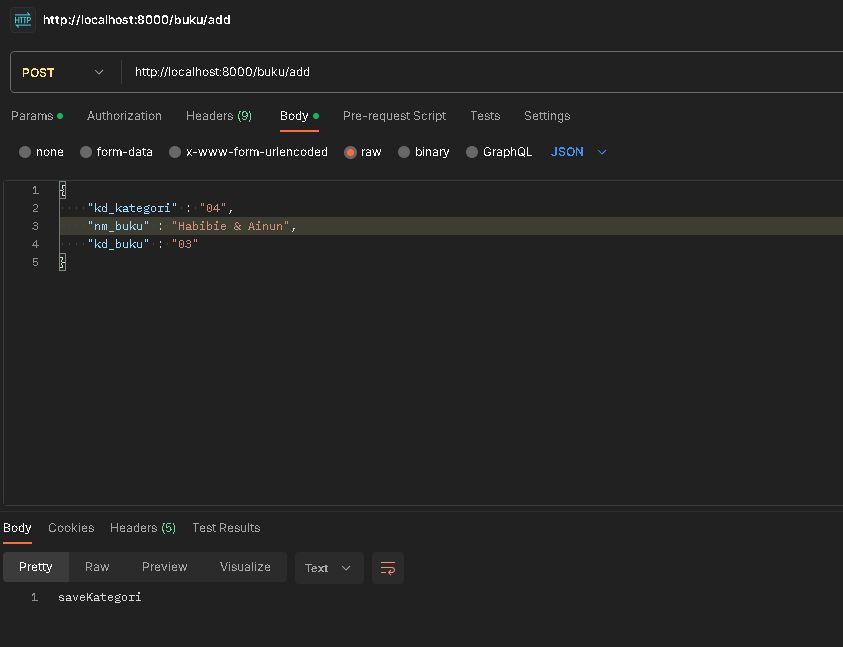 HTTP http://localhost:8000/buku/add
POST http://localhost:8000/buku/add
Params Authorization Headers (9) Body Pre-request Script Tests Settings
none form-data x-www-form-urlencoded raw binary GraphQL JSON
1 {
2 "kd_kategori" : "04",
3 "nm_buku" : "Habibie & Ainun",
4 "kd_buku" : "03"
5 }
Body Cookies Headers (5) Test Results
Pretty Raw Preview Visualize Text
1 saveKategori